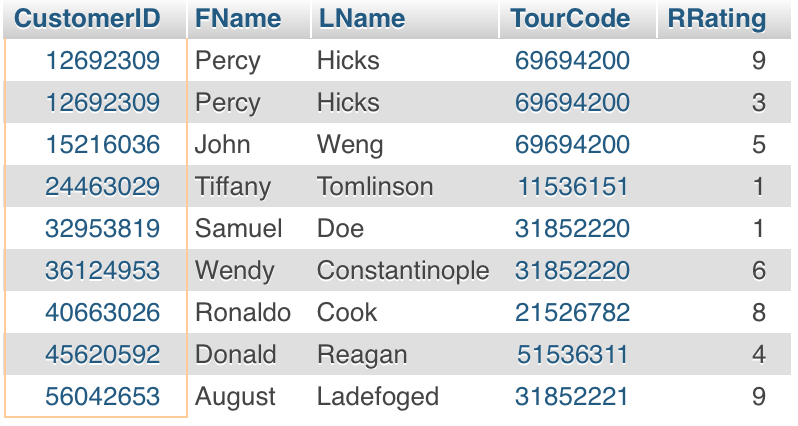 CustomerID FName LName TourCode RRating
12692309 Percy Hicks 69694200 9
12692309 Percy Hicks 69694200 3
15216036 John Weng 69694200 5
24463029 Tiffany Tomlinson 11536151 1
32953819 Samuel Doe 31852220 1
36124953 Wendy Constantinople 31852220 6
40663026 Ronaldo Cook 21526782 8
45620592 Donald Reagan 51536311 4
56042653 August Ladefoged 31852221 9